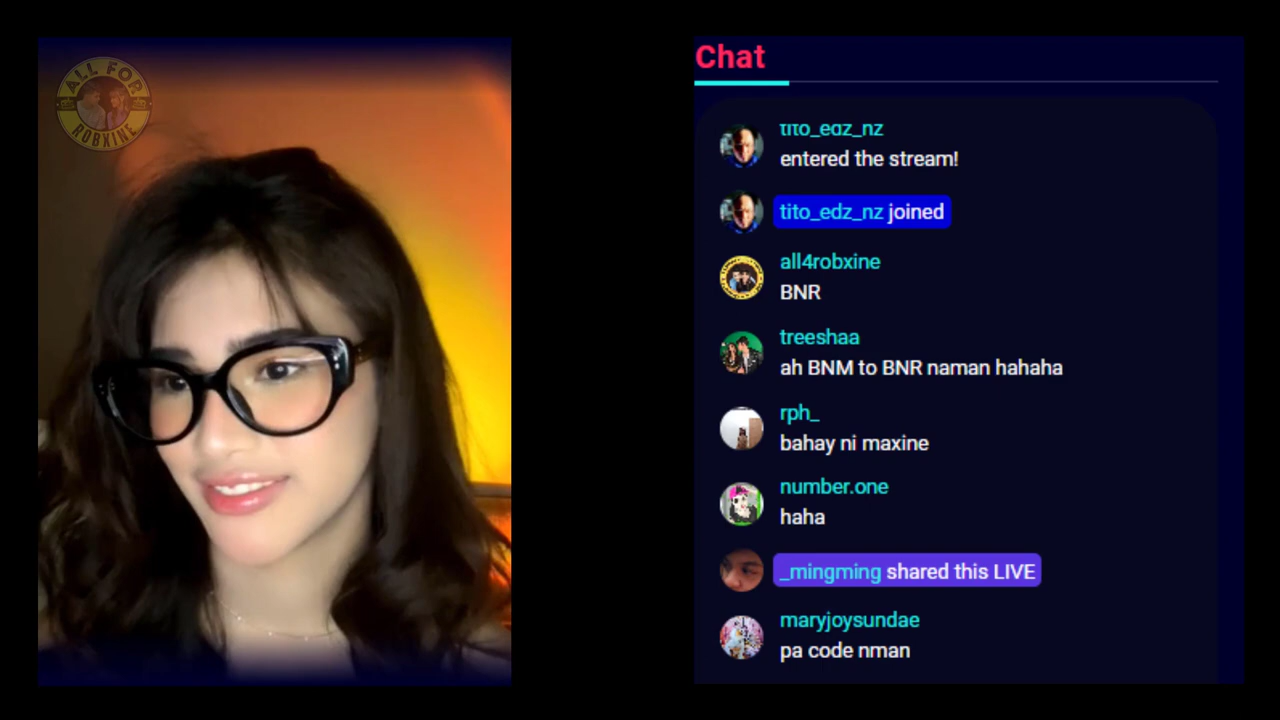 ALL FOR
ROBXINE
Chat
tito_edz_nz
entered the stream!
tito_edz_nz joined
all4robxine
BNR
treeshaa
ah BNM to BNR naman hahaha
rph_
bahay ni maxine
number.one
haha
_mingming shared this LIVE
maryjoysundae
pa code nman